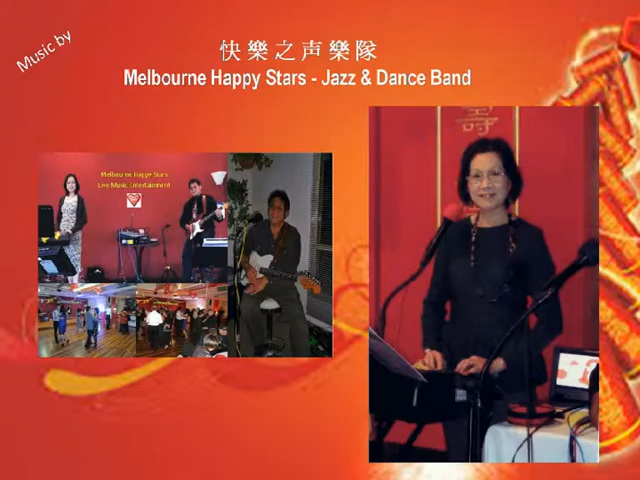 Music by
快樂之声樂隊
Melbourne Happy Stars - Jazz & Dance Band
Melbourne Happy Stars
Live Music Entertainment
壽